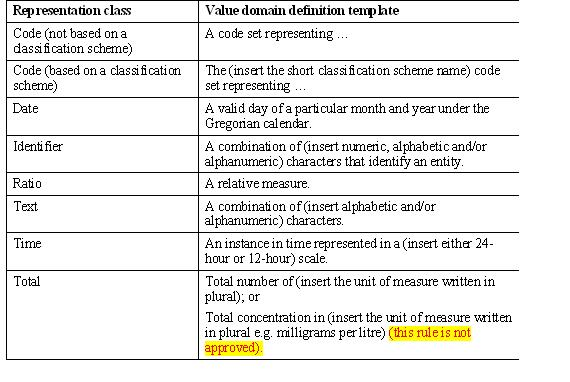 Representation class
Value domain definition template
Code (not based on a
classification scheme)
A code set representing …
Code (based on a classification
scheme)
The (insert the short classification scheme name) code
set representing …
Date
A valid day of a particular month and year under the
Gregorian calendar.
Identifier
A combination of (insert numeric, alphabetic and/or
alphanumeric) characters that identify an entity.
Ratio
A relative measure.
Text
A combination of (insert alphabetic and/or
alphanumeric) characters.
Time
An instance in time represented in a (insert either 24-
hour or 12-hour) scale.
Total
Total number of (insert the unit of measure written in
plural); or
Total concentration in (insert the unit of measure written
in plural e.g. milligrams per litre) (this rule is not
approved).